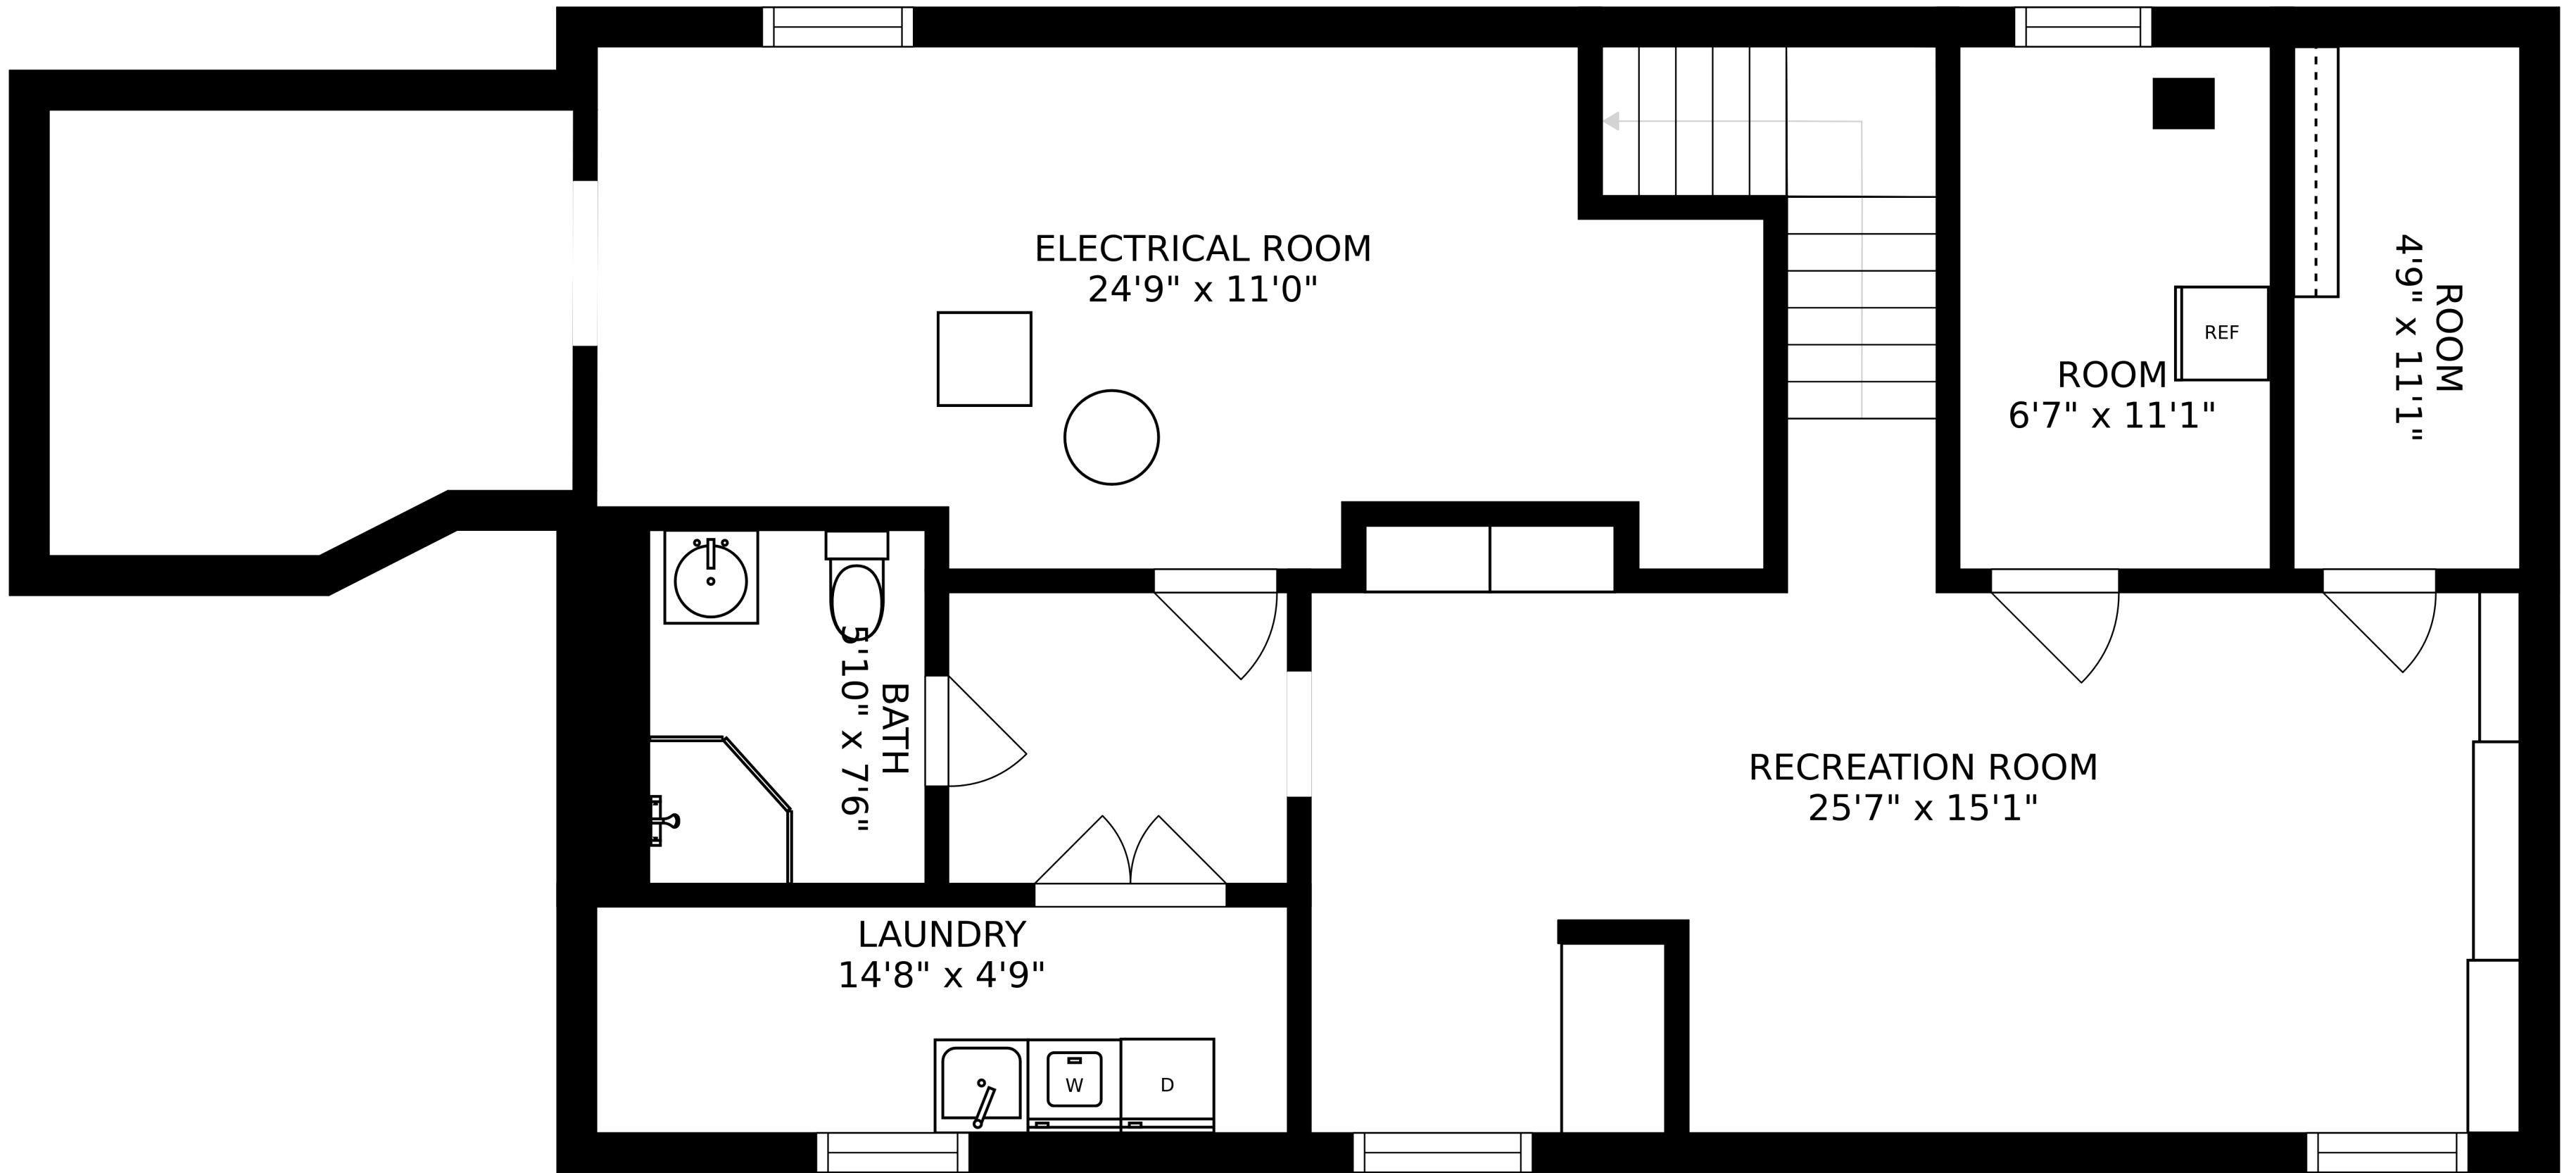 ELECTRICAL ROOM
24'9" x 11'0"
REF
ROOM
6'7" x 11'1"
ROOM
4'9" x 11'1"
BATH
5'10" x 7'6"
RECREATION ROOM
25'7" x 15'1"
LAUNDRY
14'8" x 4'9"
W
D